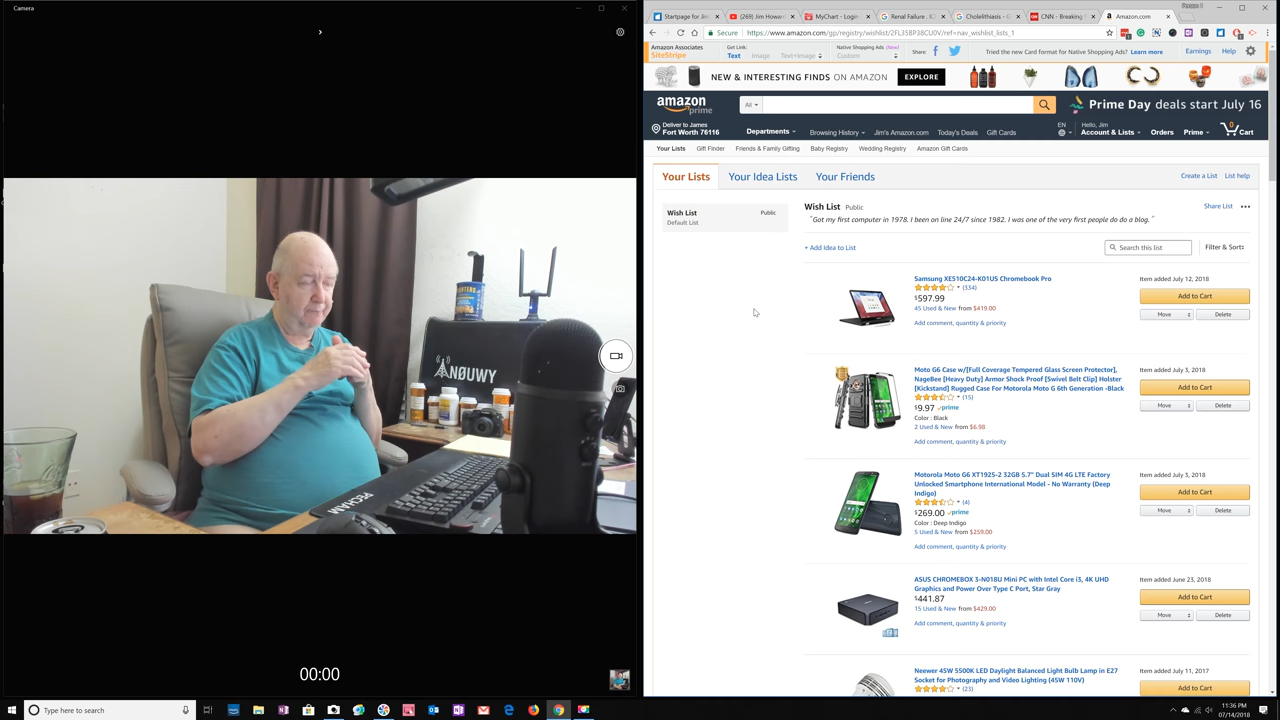 Camera
Startpage for Jim
(269) Jim Howar
MyChart - Login
Renal Failure
Cholelithiasis - G
CNN - Breaking
Amazon.com
Secure
https://www.amazon.com/gp/registry/wishlist/2FL35BP38CU0V/ref=nav_wishlist_lists_1
Amazon Associates
SiteStripe
Get Link:
Text Image Text+Image
Native Shopping Ads (New)
Custom
Share:
Tried the new Card format for Native Shopping Ads? Learn more
Earnings Help
NEW & INTERESTING FINDS ON AMAZON EXPLORE
amazon
prime
All
Prime Day deals start July 16
Deliver to James
Fort Worth 76116
Departments
Browsing History
Jim's Amazon.com
Today's Deals
Gift Cards
EN
Hello, Jim
Account & Lists
Orders
Prime
0
Cart
Your Lists
Gift Finder
Friends & Family Gifting
Baby Registry
Wedding Registry
Amazon Gift Cards
Your Lists
Your Idea Lists
Your Friends
Create a List
List help
Wish List
Public
Default List
Wish List Public
Share List
"Got my first computer in 1978. I been on line 24/7 since 1982. I was one of the very first people do do a blog. "
+ Add Idea to List
Search this list
Filter & Sort
Samsung XE510C24-K01US Chromebook Pro
(334)
$597.99
45 Used & New from $419.00
Add comment, quantity & priority
Item added July 12, 2018
Add to Cart
Move
Delete
Moto G6 Case w/[Full Coverage Tempered Glass Screen Protector],
NageBee [Heavy Duty] Armor Shock Proof [Swivel Belt Clip] Holster
[Kickstand] Rugged Case For Motorola Moto G 6th Generation -Black
(15)
$9.97 prime
Color : Black
2 Used & New from $6.98
Add comment, quantity & priority
Item added July 3, 2018
Add to Cart
Move
Delete
Motorola Moto G6 XT1925-2 32GB 5.7" Dual SIM 4G LTE Factory
Unlocked Smartphone International Model - No Warranty (Deep
Indigo)
(4)
$269.00 prime
Color : Deep Indigo
5 Used & New from $259.00
Add comment, quantity & priority
Item added July 3, 2018
Add to Cart
Move
Delete
ASUS CHROMEBOX 3-N018U Mini PC with Intel Core i3, 4K UHD
Graphics and Power Over Type C Port, Star Gray
$441.87
15 Used & New from $429.00
Add comment, quantity & priority
Item added June 23, 2018
Add to Cart
Move
Delete
Neewer 45W 5500K LED Daylight Balanced Light Bulb Lamp in E27
Socket for Photography and Video Lighting (45W 110V)
(23)
Item added July 11, 2017
Add to Cart
PLANTERS
NØUWY
PECAN
00:00
Type here to search
11:36 PM
07/14/2018